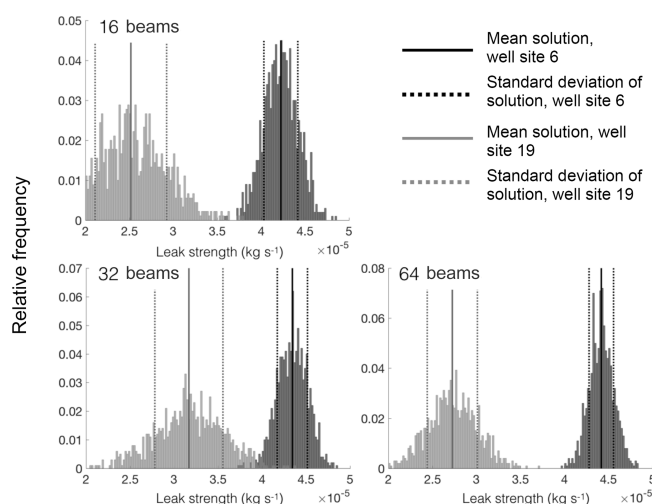 16 beams
0.05
0.04
0.03
0.02
0.01
0
2 2.5 3 3.5 4 4.5 5
Leak strength (kg s-1) ×10-5
Mean solution,
well site 6
Standard deviation of
solution, well site 6
Mean solution, well
site 19
Standard deviation of
solution, well site 19
Relative frequency
32 beams
0.07
0.06
0.05
0.04
0.03
0.02
0.01
0
2 2.5 3 3.5 4 4.5 5
Leak strength (kg s-1) ×10-5
64 beams
0.08
0.06
0.04
0.02
0
2 2.5 3 3.5 4 4.5 5
Leak strength (kg s-1) ×10-5